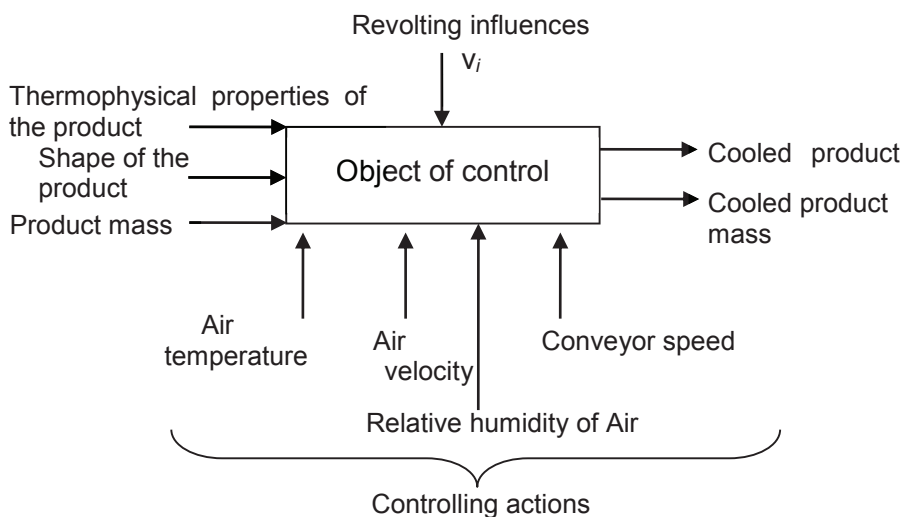 Revolting influences
vi
Thermophysical properties of
the product
Shape of the
product
Product mass
Object of control
Cooled product
Cooled product
mass
Air
temperature
Air
velocity
Conveyor speed
Relative humidity of Air
Controlling actions